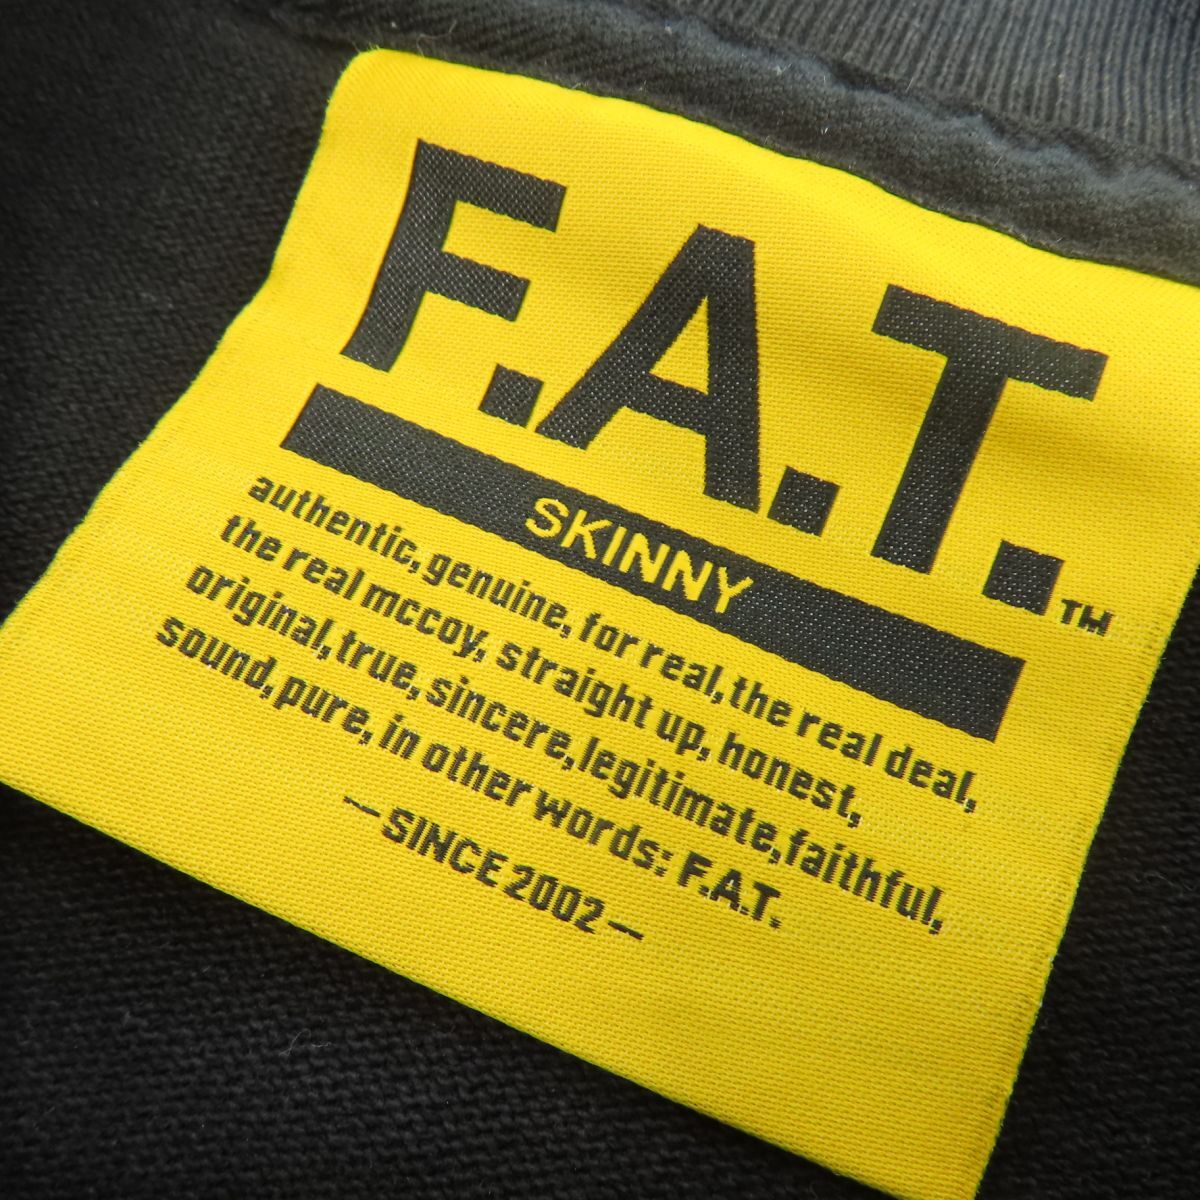 F.A.T.™
SKINNY
authentic, genuine, for real, the real deal,
the real mccoy, straight up, honest,
original, true, sincere, legitimate, faithful,
sound, pure, in other words: F.A.T.
—SINCE 2002—